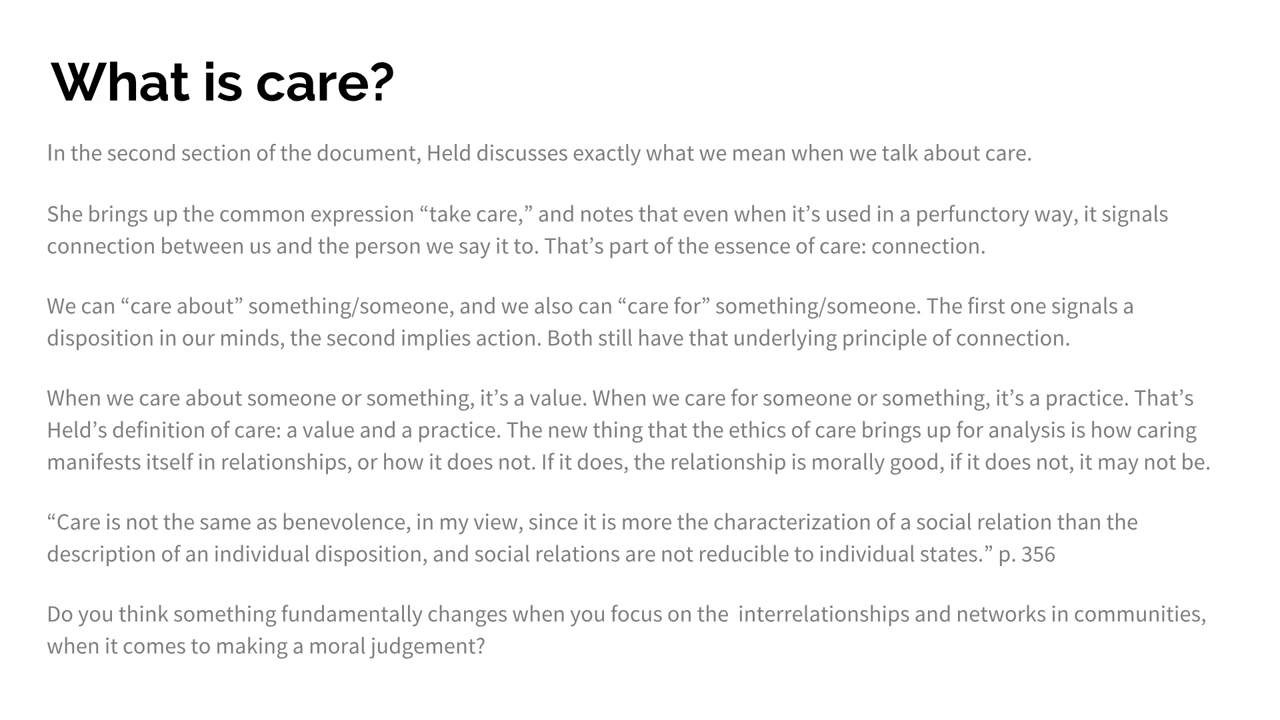 What is care?
In the second section of the document, Held discusses exactly what we mean when we talk about care.
She brings up the common expression “take care,” and notes that even when it’s used in a perfunctory way, it signals
connection between us and the person we say it to. That’s part of the essence of care: connection.
We can “care about” something/someone, and we also can “care for” something/someone. The first one signals a
disposition in our minds, the second implies action. Both still have that underlying principle of connection.
When we care about someone or something, it’s a value. When we care for someone or something, it’s a practice. That’s
Held’s definition of care: a value and a practice. The new thing that the ethics of care brings up for analysis is how caring
manifests itself in relationships, or how it does not. If it does, the relationship is morally good, if it does not, it may not be.
“Care is not the same as benevolence, in my view, since it is more the characterization of a social relation than the
description of an individual disposition, and social relations are not reducible to individual states.” p. 356
Do you think something fundamentally changes when you focus on the  interrelationships and networks in communities,
when it comes to making a moral judgement?